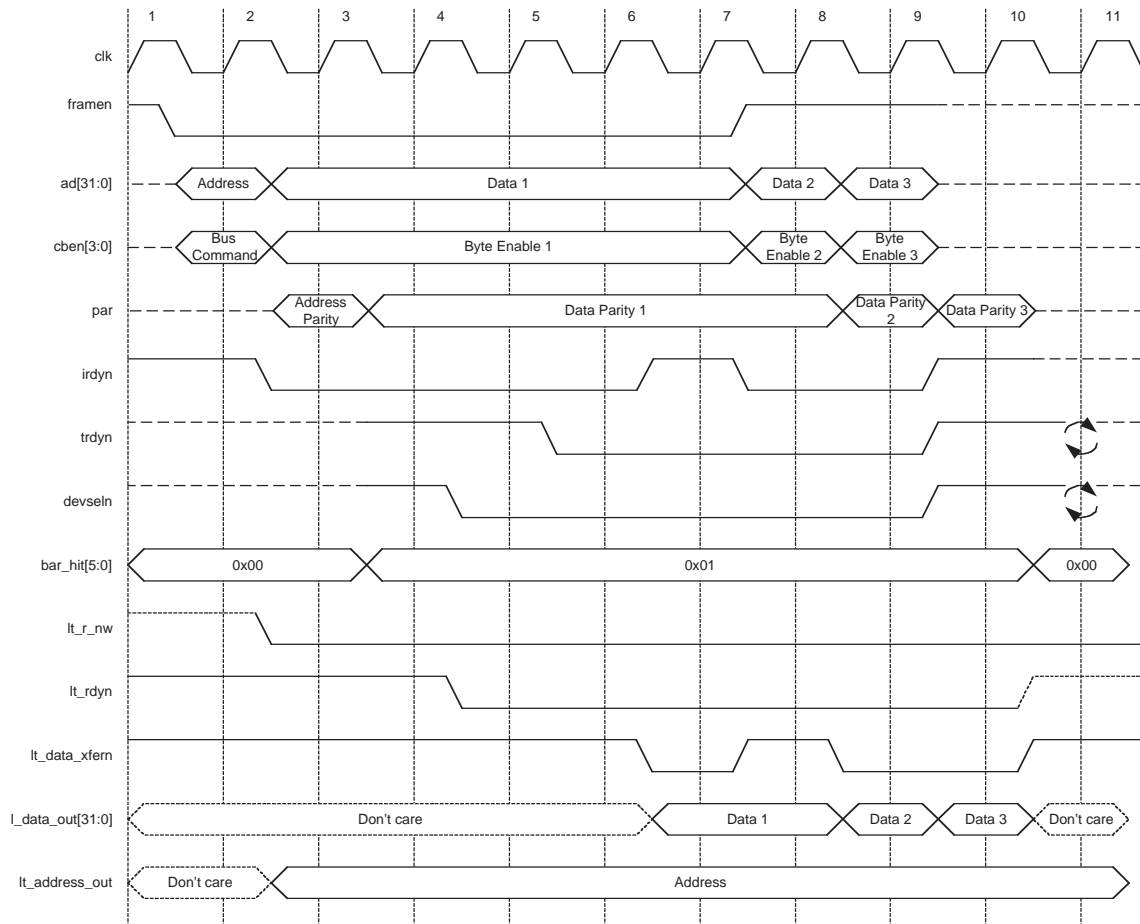 1 2 3 4 5 6 7 8 9 10 11
clk
framen
ad[31:0] Address Data 1 Data 2 Data 3
cben[3:0] Bus Command Byte Enable 1 Byte Enable 2 Byte Enable 3
par Address Parity Data Parity 1 Data Parity 2 Data Parity 3
irdyn
trdyn
devseln
bar_hit[5:0] 0x00 0x01 0x00
lt_r_nw
lt_rdyn
lt_data_xfern
l_data_out[31:0] Don't care Data 1 Data 2 Data 3 Don't care
lt_address_out Don't care Address